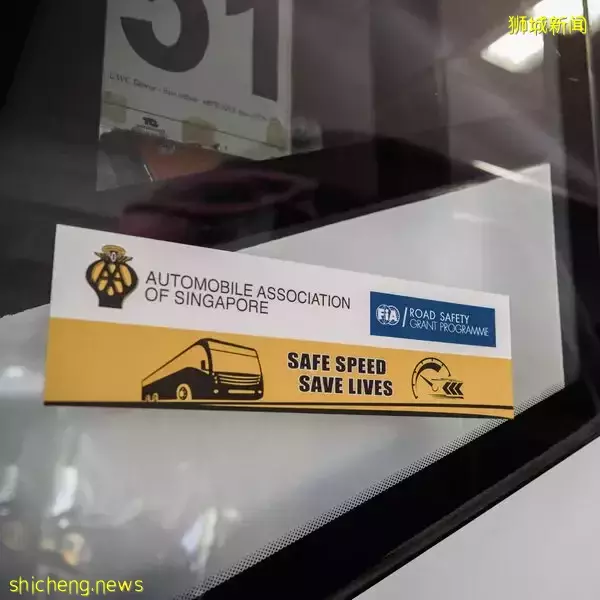 狮城新闻
31
AA
AUTOMOBILE ASSOCIATION
OF SINGAPORE
FiA / ROAD SAFETY
GRANT PROGRAMME
SAFE SPEED
SAVE LIVES
shicheng.news